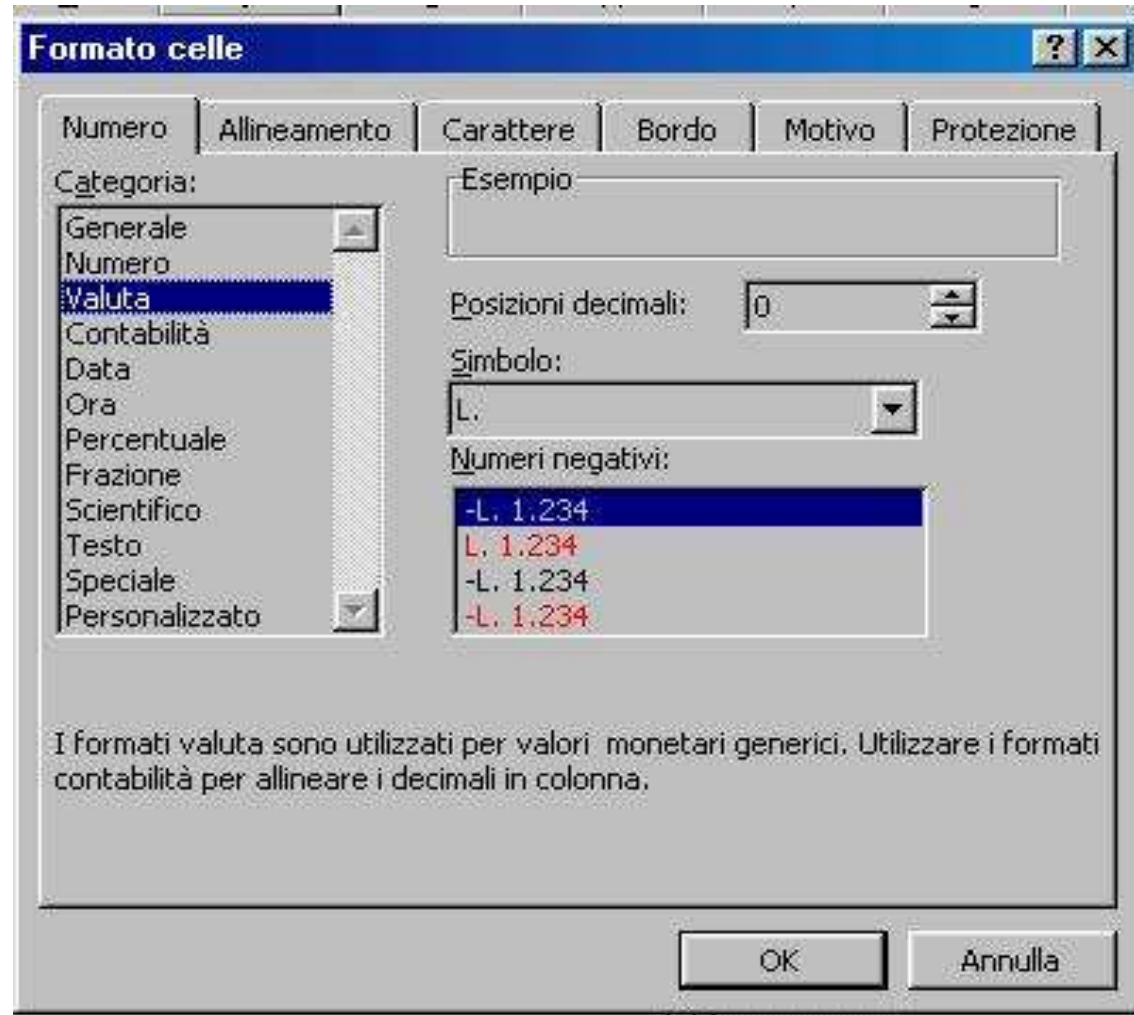 Formato celle
Numero Allineamento Carattere Bordo Motivo Protezione
Categoria:
Generale
Numero
Valuta
Contabilità
Data
Ora
Percentuale
Frazione
Scientifico
Testo
Speciale
Personalizzato
Esempio
Posizioni decimali: 0
Simbolo:
L.
Numeri negativi:
-L. 1.234
L. 1.234
-L. 1.234
-L. 1.234
I formati valuta sono utilizzati per valori monetari generici. Utilizzare i formati
contabilità per allineare i decimali in colonna.
OK Annulla